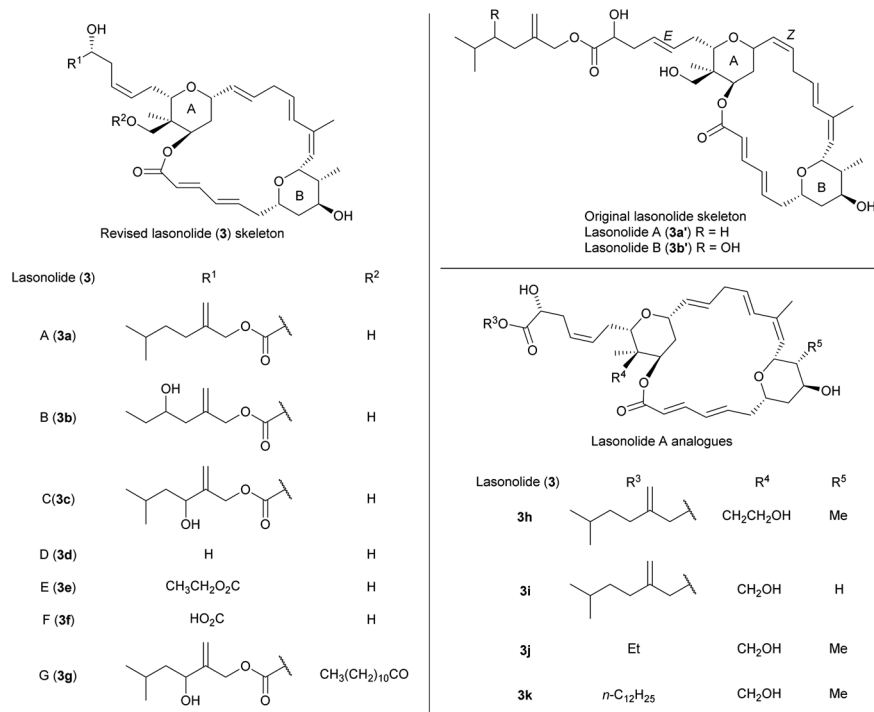 OH
R¹
O
A
R²O
O
O
O
B
OH
Revised lasonolide (3) skeleton
Lasonolide (3) R¹ R²
O
O
A (3a) H
OH
O
O
B (3b) H
O
O
OH
C(3c) H
D (3d) H H
E (3e) CH₃CH₂O₂C H
F (3f) HO₂C H
O
O
OH
G (3g) CH₃(CH₂)₁₀CO
R
OH
E
Z
O
O
O
A
HO
O
O
O
B
OH
Original lasonolide skeleton
Lasonolide A (3a') R = H
Lasonolide B (3b') R = OH
HO
R³O
O
O
R⁴
R⁵
O
O
O
OH
Lasonolide A analogues
Lasonolide (3) R³ R⁴ R⁵
3h CH₂CH₂OH Me
3i CH₂OH H
3j Et CH₂OH Me
3k n-C₁₂H₂₅ CH₂OH Me